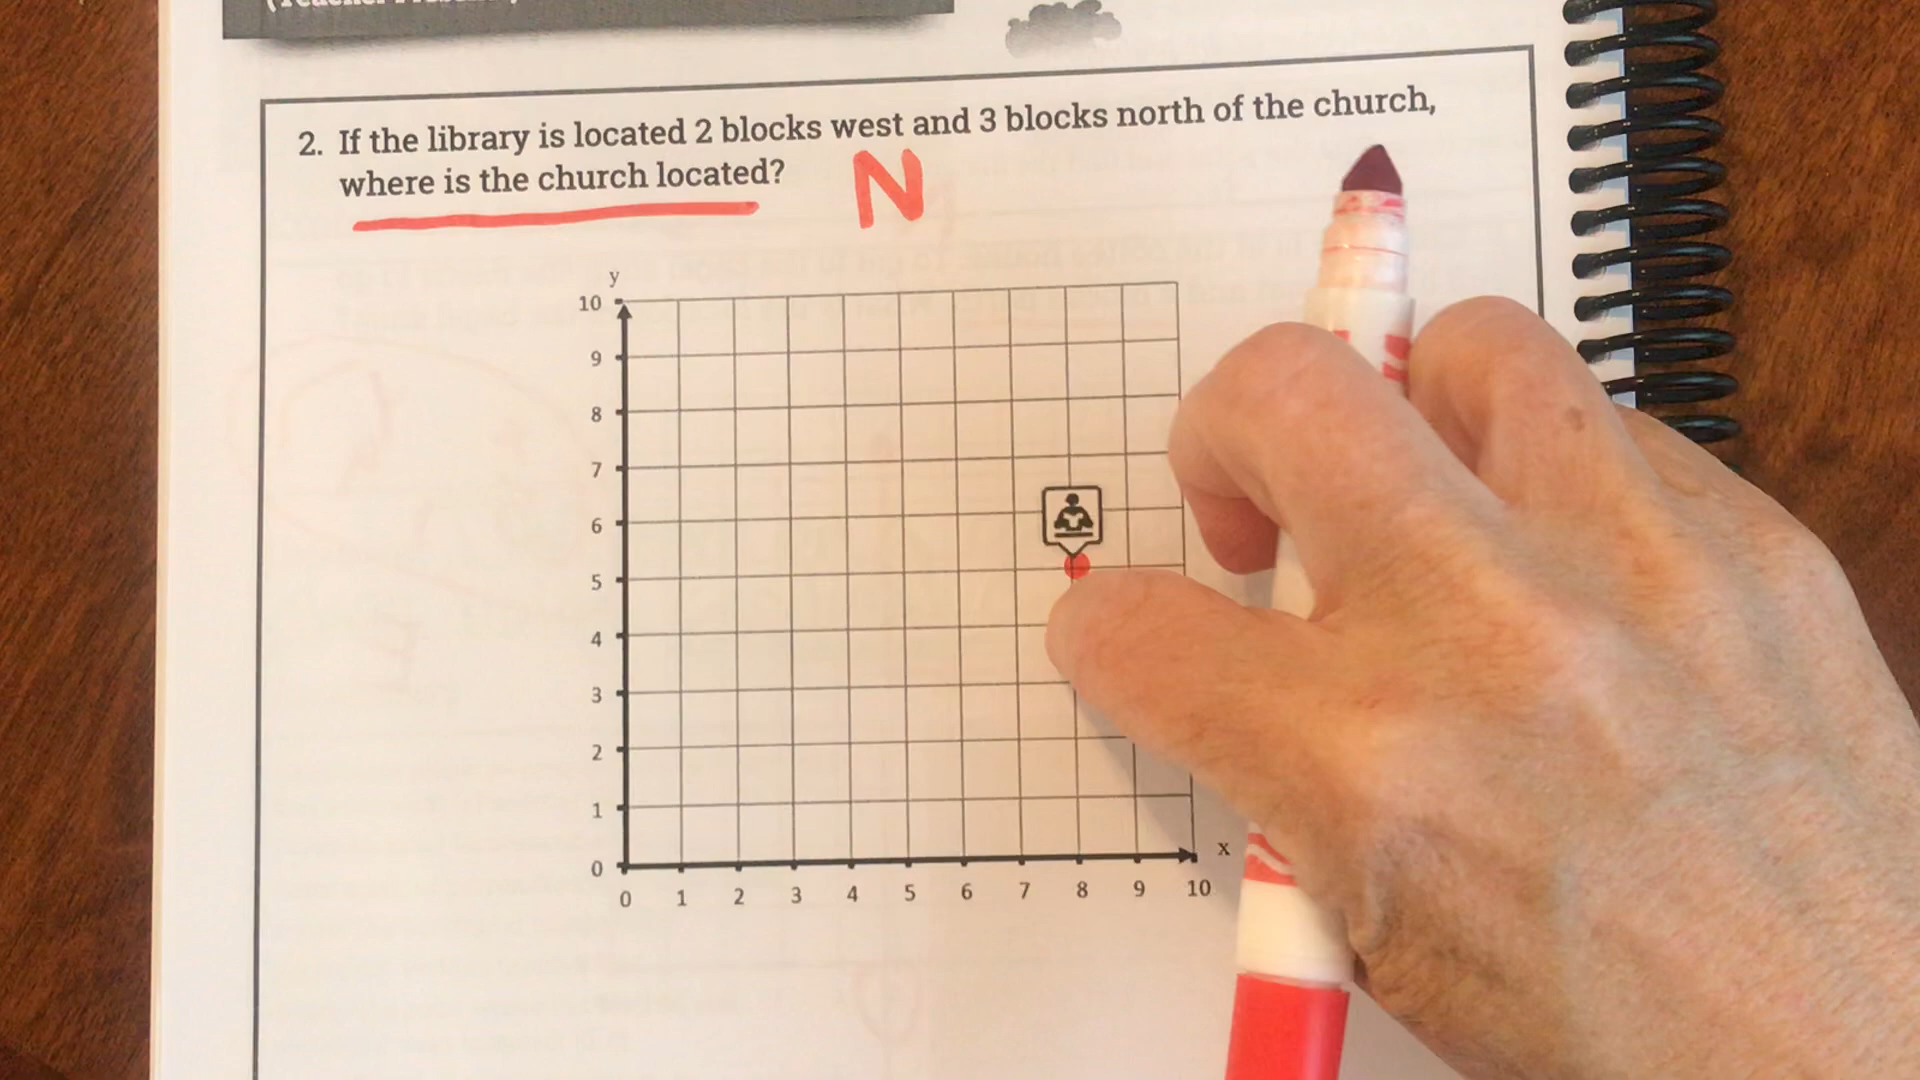 2. If the library is located 2 blocks west and 3 blocks north of the church,
where is the church located?
N
y
10
9
8
7
6
5
4
3
2
1
0
x
0 1 2 3 4 5 6 7 8 9 10